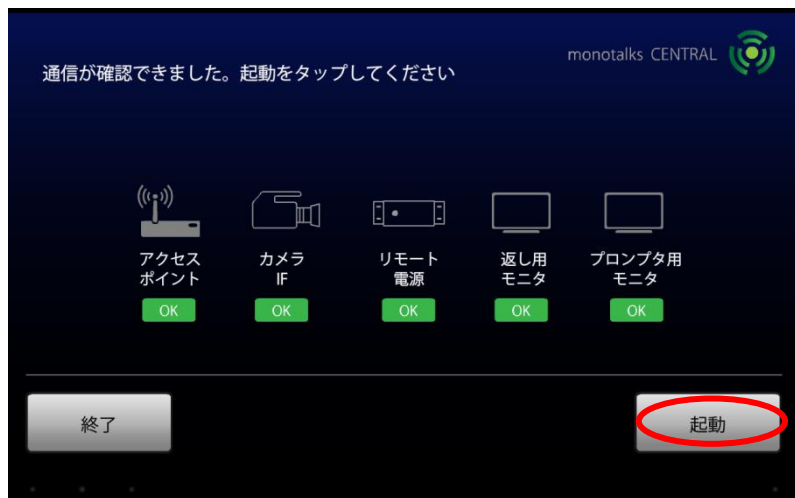 monotalks CENTRAL
通信が確認できました。起動をタップしてください
アクセス
ポイント
OK
カメラ
IF
OK
リモート
電源
OK
返し用
モニタ
OK
プロンプタ用
モニタ
OK
終了
起動